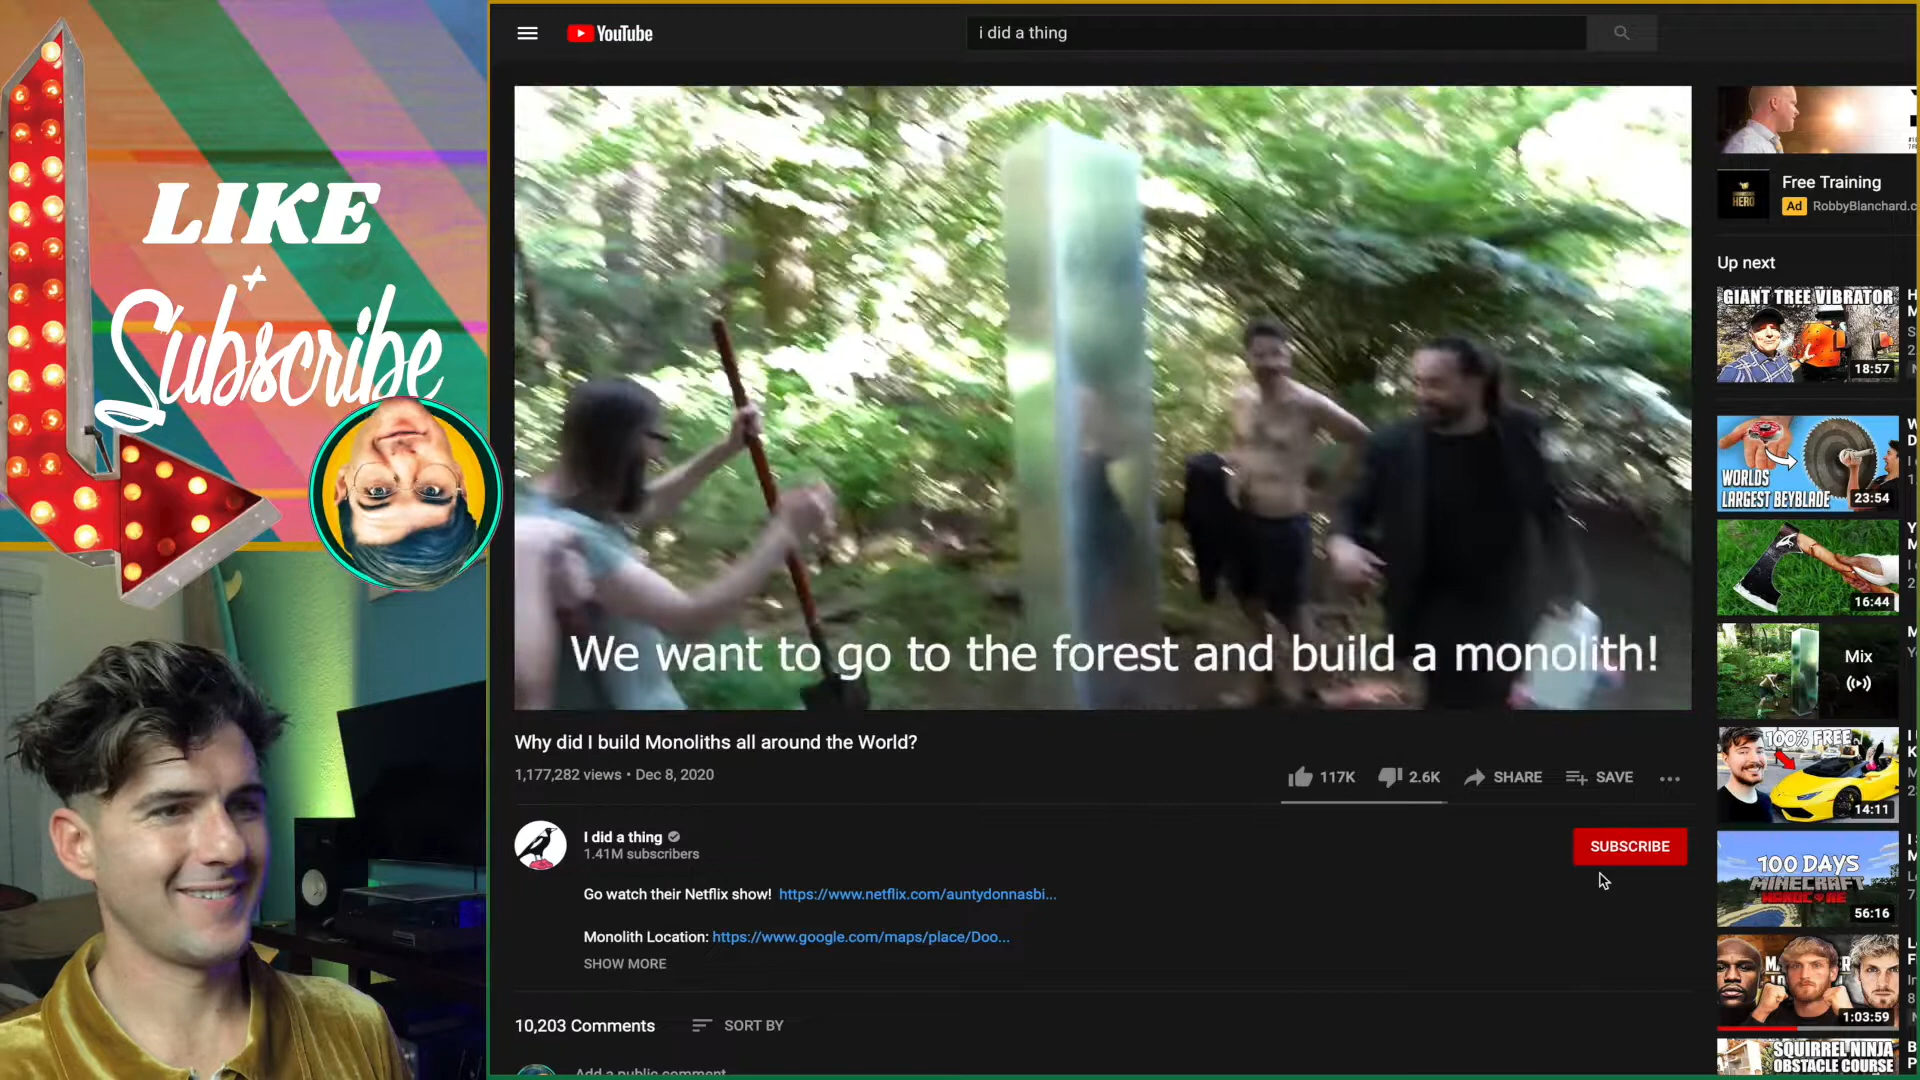 LIKE
+
Subscribe
YouTube
i did a thing
We want to go to the forest and build a monolith!
Why did I build Monoliths all around the World?
1,177,282 views • Dec 8, 2020
117K
2.6K
SHARE
SAVE
I did a thing
1.41M subscribers
SUBSCRIBE
Go watch their Netflix show! https://www.netflix.com/auntydonnasbi...
Monolith Location: https://www.google.com/maps/place/Doo...
SHOW MORE
10,203 Comments
SORT BY
Add a public comment
HERO
Free Training
Ad RobbyBlanchard.c
Up next
GIANT TREE VIBRATOR
18:57
WORLDS
LARGEST BEYBLADE
23:54
16:44
Mix
100% FREE
14:11
100 DAYS
MINECRAFT
HARDCORE
56:16
1:03:59
SQUIRREL NINJA
OBSTACLE COURSE